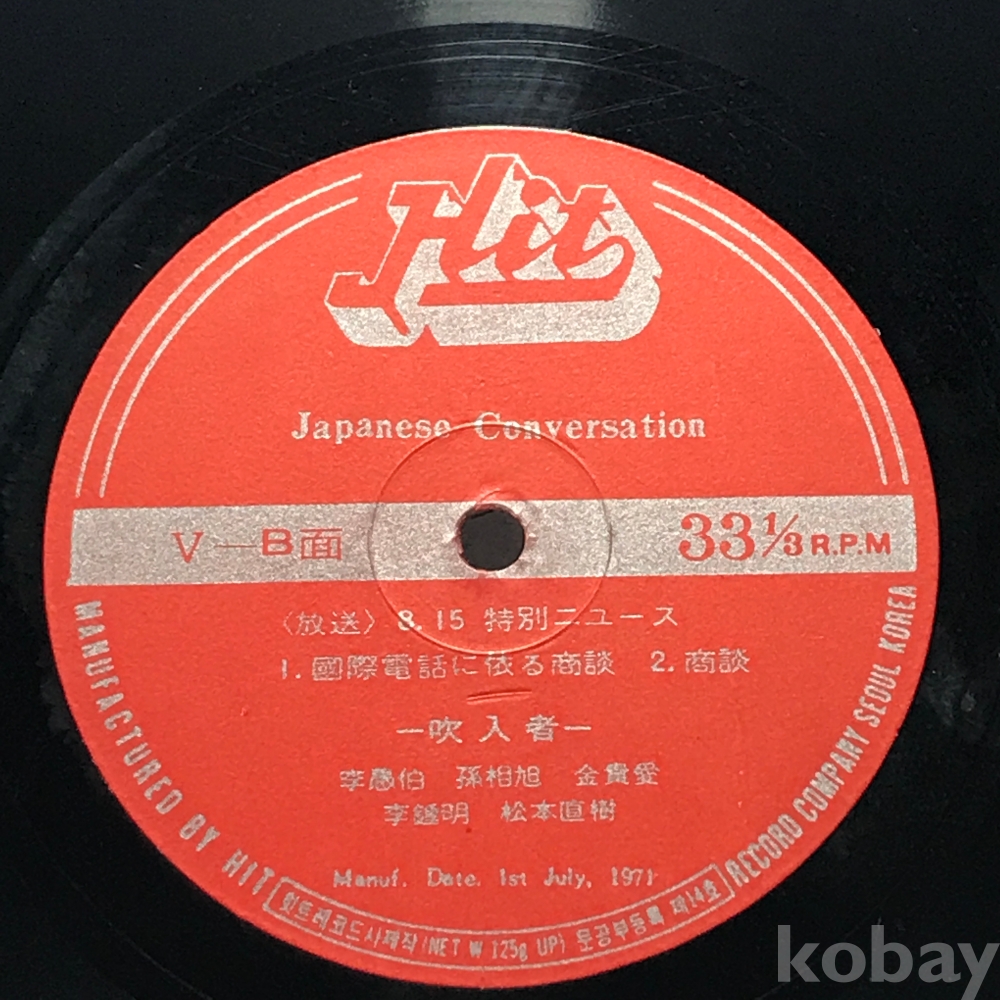 Hit
Japanese Conversation
V—B面
33⅓ R.P.M
〈放送〉 8.15 特別ニュース
1. 國際電話に依る商談 2. 商談
—吹入者—
李愚伯 孫相旭 金貴愛
李鍾明 松本直樹
Manuf. Date. 1st July, 1971
MANUFACTURED BY HIT RECORD COMPANY SEOUL KOREA
힛트레코드사제작 (NET W 125g UP) 문공부등록 제14호
kobay